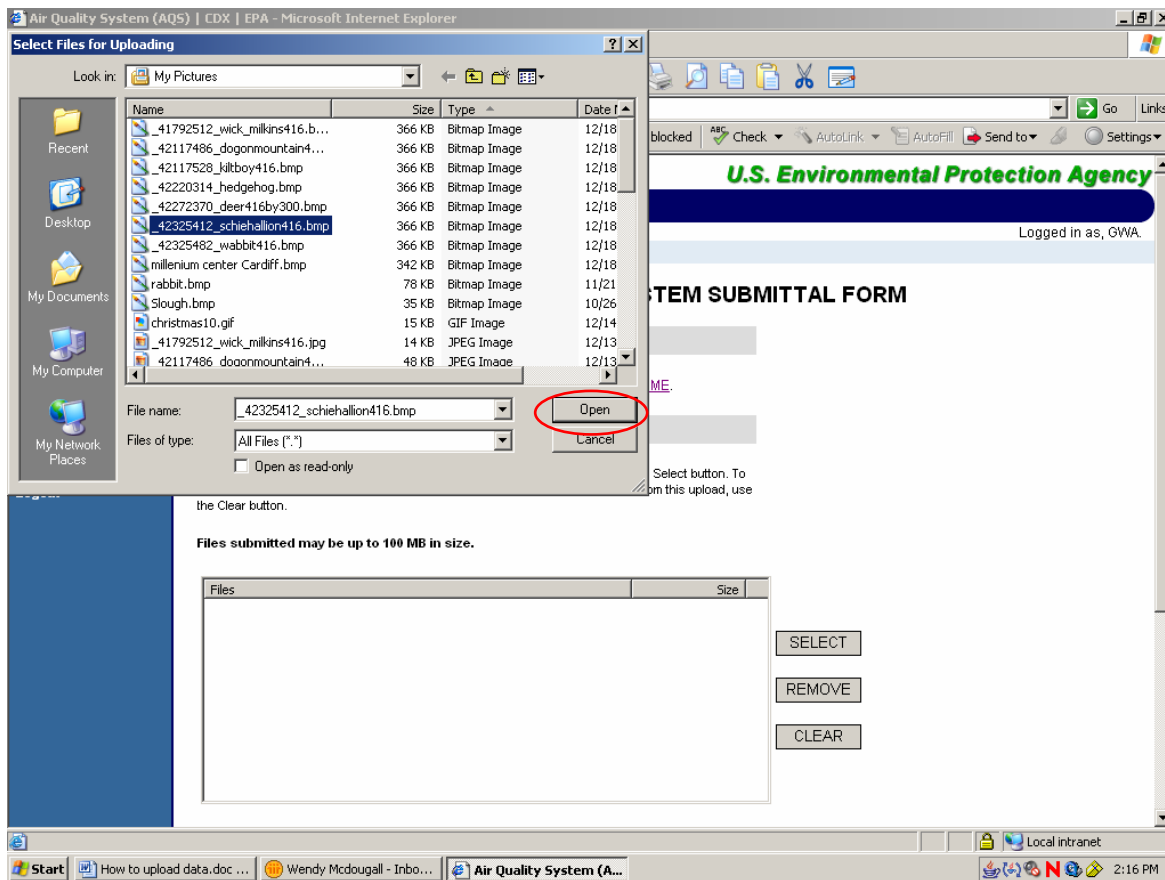 Air Quality System (AQS) | CDX | EPA - Microsoft Internet Explorer
Select Files for Uploading
Look in: My Pictures
Name Size Type
_41792512_wick_milkins416.b... 366 KB Bitmap Image 12/18
_42117486_dogonmountain4... 366 KB Bitmap Image 12/18
_42117528_kiltboy416.bmp 366 KB Bitmap Image 12/18
_42220314_hedgehog.bmp 366 KB Bitmap Image 12/18
_42272370_deer416by300.bmp 366 KB Bitmap Image 12/18
_42325412_schiehallion416.bmp 366 KB Bitmap Image 12/18
_42325482_wabbit416.bmp 366 KB Bitmap Image 12/18
millenium center Cardiff.bmp 342 KB Bitmap Image 12/18
rabbit.bmp 78 KB Bitmap Image 11/21
Slough.bmp 35 KB Bitmap Image 10/26
christmas10.gif 15 KB GIF Image 12/14
_41792512_wick_milkins416.jpg 14 KB JPEG Image 12/13
42117486_dogonmountain4... 48 KB JPEG Image 12/13
Recent
Desktop
My Documents
My Computer
My Network
Places
File name: _42325412_schiehallion416.bmp Open
Files of type: All Files (*.*) Cancel
Open as read-only
Go Links
blocked ABC Check AutoLink AutoFill Send to Settings
U.S. Environmental Protection Agency
Logged in as, GWA.
STEM SUBMITTAL FORM
ME.
Select button. To
om this upload, use
the Clear button.
Files submitted may be up to 100 MB in size.
Files Size
SELECT
REMOVE
CLEAR
Local intranet
Start How to upload data.doc ... Wendy Mcdougall - Inbo... Air Quality System (A... N 2:16 PM